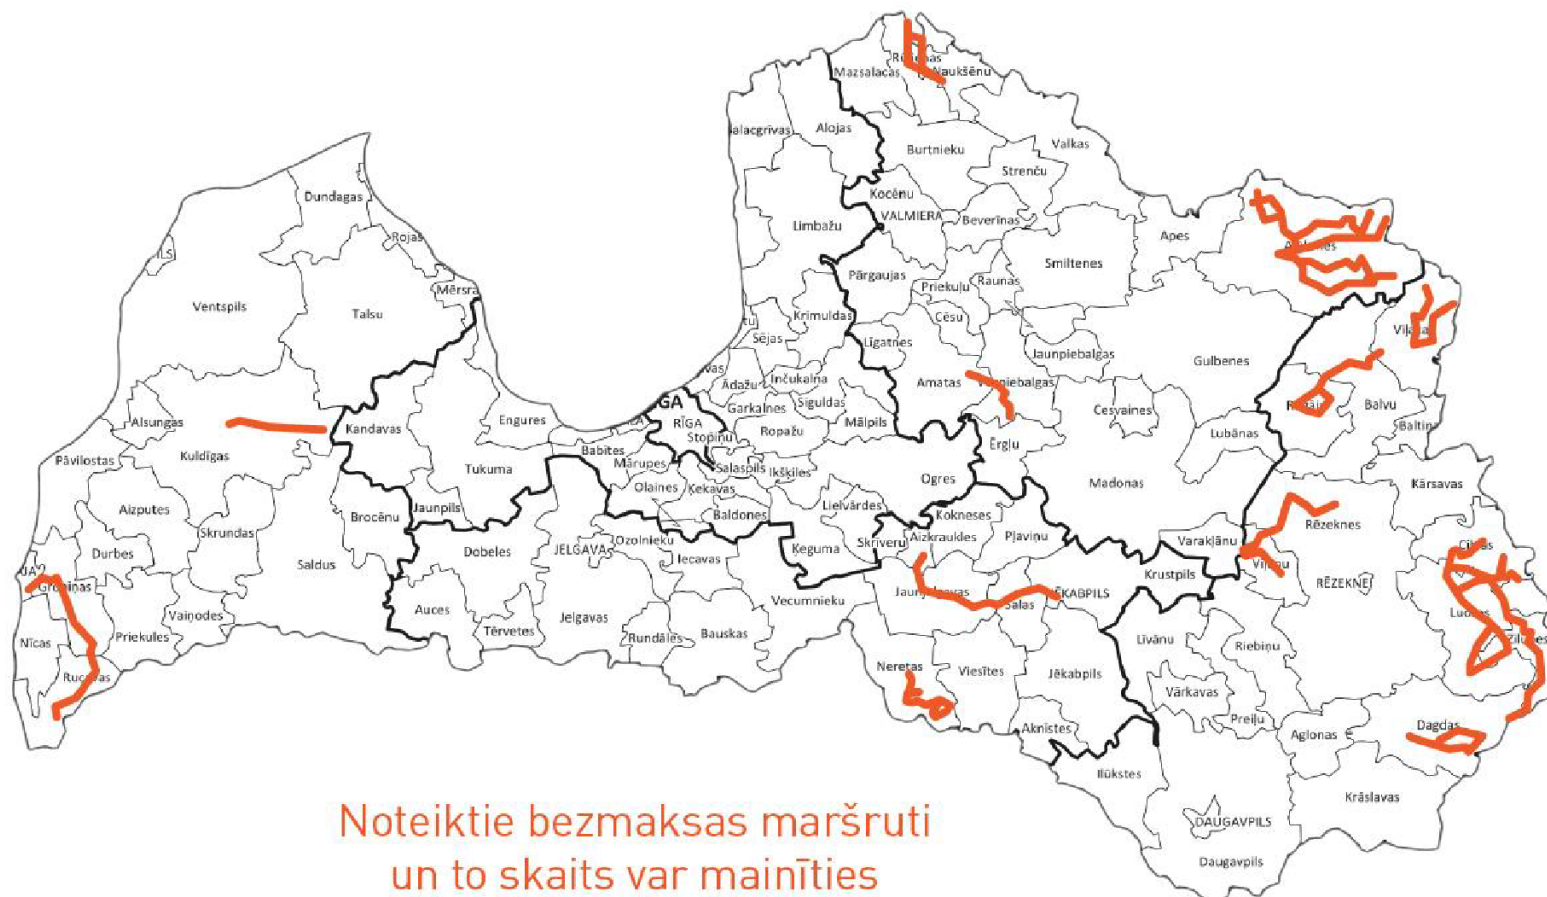 Mazsalacas
Naukšēnu
Alojas
Burtnieku
Valkas
Strenču
Dundagas
Kocēnu
VALMIERA
Beverīnas
Limbažu
Rojas
Apes
Smiltenes
Pārgaujas
Raunas
Priekuļu
Ventspils
Talsu
Krimuldas
Cēsu
Sējas
Līgatnes
Jaunpiebalgas
Gulbenes
Inčukalna
Ādažu
Amatas
Siguldas
Garkalnes
Cesvaines
Balvu
Alsungas
Engures
Kandavas
Mālpils
RĪGA
Ropažu
Stopiņu
Lubānas
Ērgļu
Babītes
Kuldīgas
Pāvilostas
Mārupes
Salaspils
Ikšķiles
Tukuma
Ogres
Madonas
Kārsavas
Olaines
Ķekavas
Aizputes
Jaunpils
Brocēnu
Baldones
Lielvārdes
Kokneses
Rēzeknes
Skrundas
Skrīveru
Aizkraukles
Pļaviņu
Varakļānu
Ozolnieku
Dobeles
JELGAVA
Ķeguma
Durbes
Iecavas
Saldus
Krustpils
RĒZEKNE
Vecumnieku
Auces
Vaiņodes
Jelgavas
Tērvetes
Rundāles
Bauskas
Priekules
Nīcas
Līvānu
Riebiņu
Neretas
Viesītes
Jēkabpils
Vārkavas
Preiļu
Aknīstes
Aglonas
Dagdas
Ilūkstes
Krāslavas
DAUGAVPILS
Daugavpils
Noteiktie bezmaksas maršruti
un to skaits var mainīties